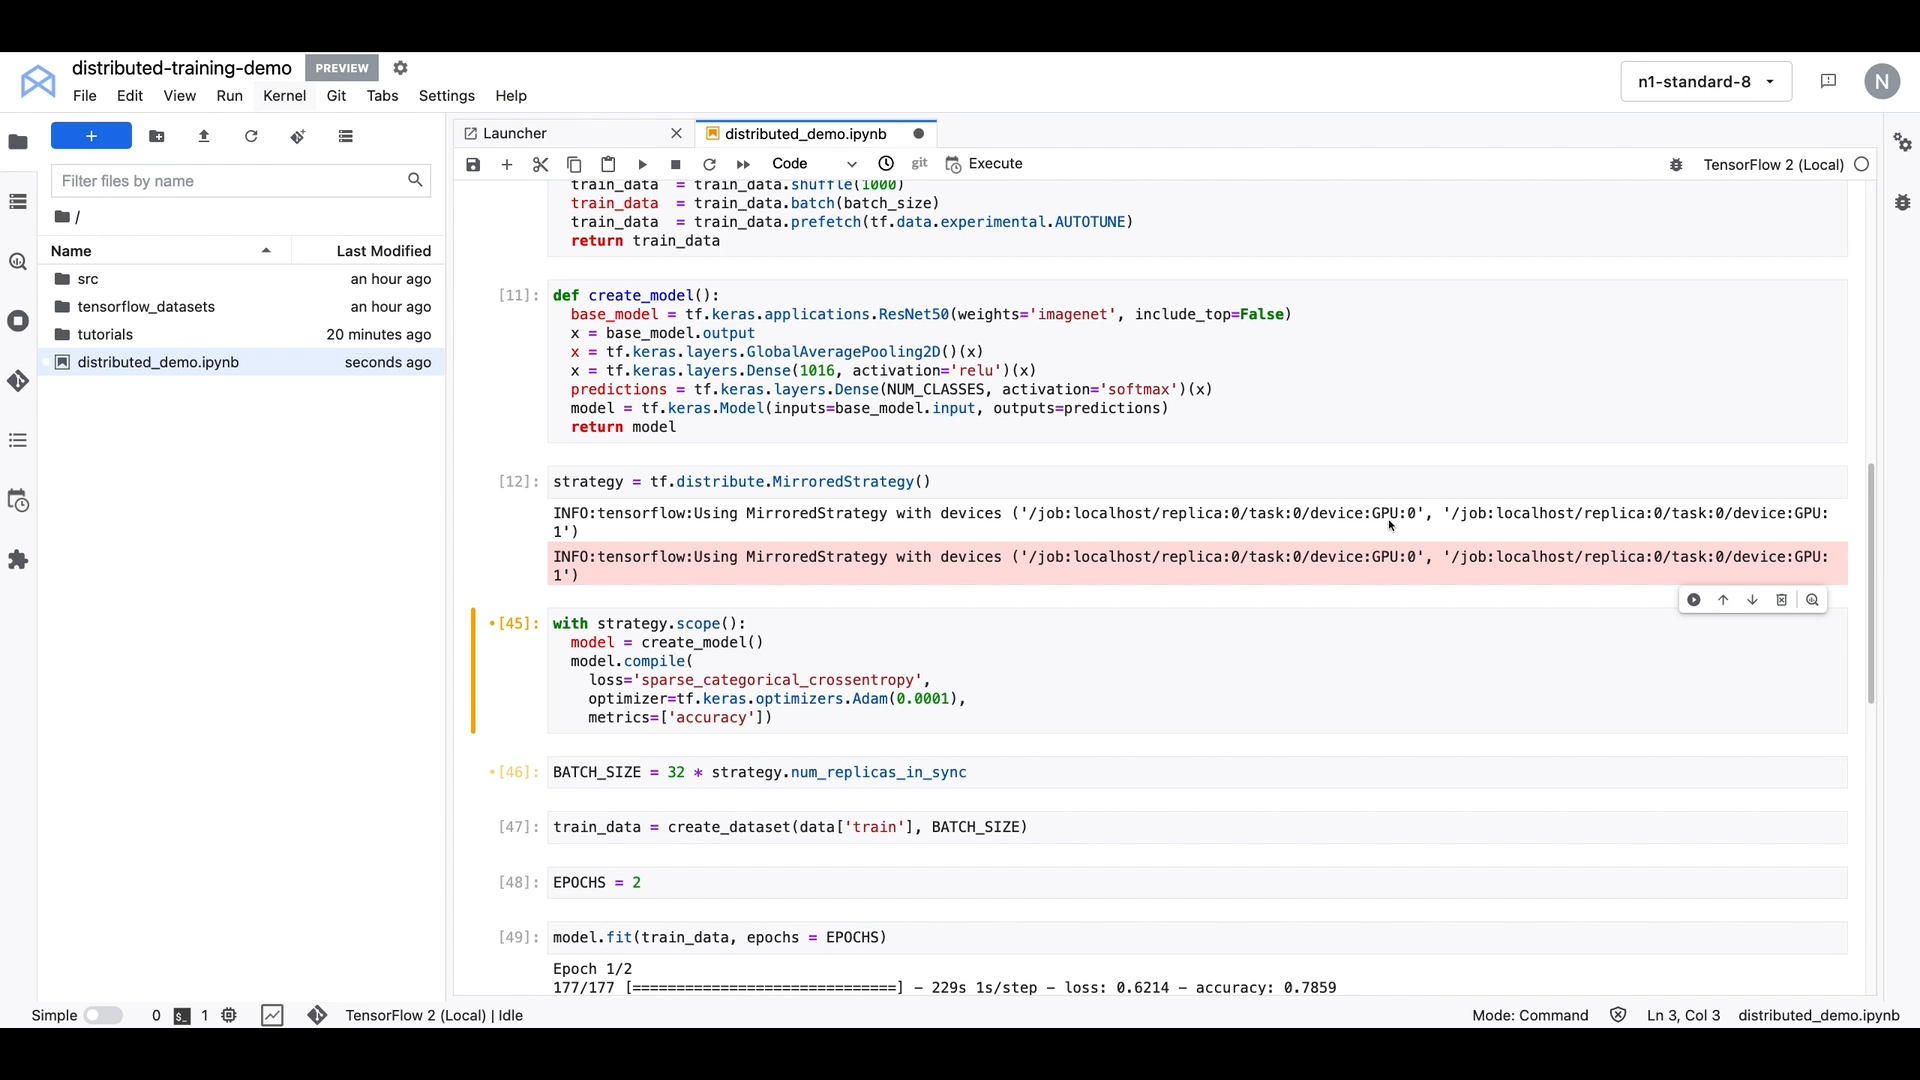 distributed-training-demo PREVIEW
File Edit View Run Kernel Git Tabs Settings Help
n1-standard-8
N
+
Filter files by name
/
Name Last Modified
src an hour ago
tensorflow_datasets an hour ago
tutorials 20 minutes ago
distributed_demo.ipynb seconds ago
Launcher
distributed_demo.ipynb
Code git Execute TensorFlow 2 (Local)
train_data = train_data.shuffle(1000)
train_data = train_data.batch(batch_size)
train_data = train_data.prefetch(tf.data.experimental.AUTOTUNE)
return train_data
[11]: def create_model():
base_model = tf.keras.applications.ResNet50(weights='imagenet', include_top=False)
x = base_model.output
x = tf.keras.layers.GlobalAveragePooling2D()(x)
x = tf.keras.layers.Dense(1016, activation='relu')(x)
predictions = tf.keras.layers.Dense(NUM_CLASSES, activation='softmax')(x)
model = tf.keras.Model(inputs=base_model.input, outputs=predictions)
return model
[12]: strategy = tf.distribute.MirroredStrategy()
INFO:tensorflow:Using MirroredStrategy with devices ('/job:localhost/replica:0/task:0/device:GPU:0', '/job:localhost/replica:0/task:0/device:GPU:
1')
INFO:tensorflow:Using MirroredStrategy with devices ('/job:localhost/replica:0/task:0/device:GPU:0', '/job:localhost/replica:0/task:0/device:GPU:
1')
•[45]: with strategy.scope():
model = create_model()
model.compile(
loss='sparse_categorical_crossentropy',
optimizer=tf.keras.optimizers.Adam(0.0001),
metrics=['accuracy'])
•[46]: BATCH_SIZE = 32 * strategy.num_replicas_in_sync
[47]: train_data = create_dataset(data['train'], BATCH_SIZE)
[48]: EPOCHS = 2
[49]: model.fit(train_data, epochs = EPOCHS)
Epoch 1/2
177/177 [==============================] - 229s 1s/step - loss: 0.6214 - accuracy: 0.7859
Simple 0 1 TensorFlow 2 (Local) | Idle Mode: Command Ln 3, Col 3 distributed_demo.ipynb